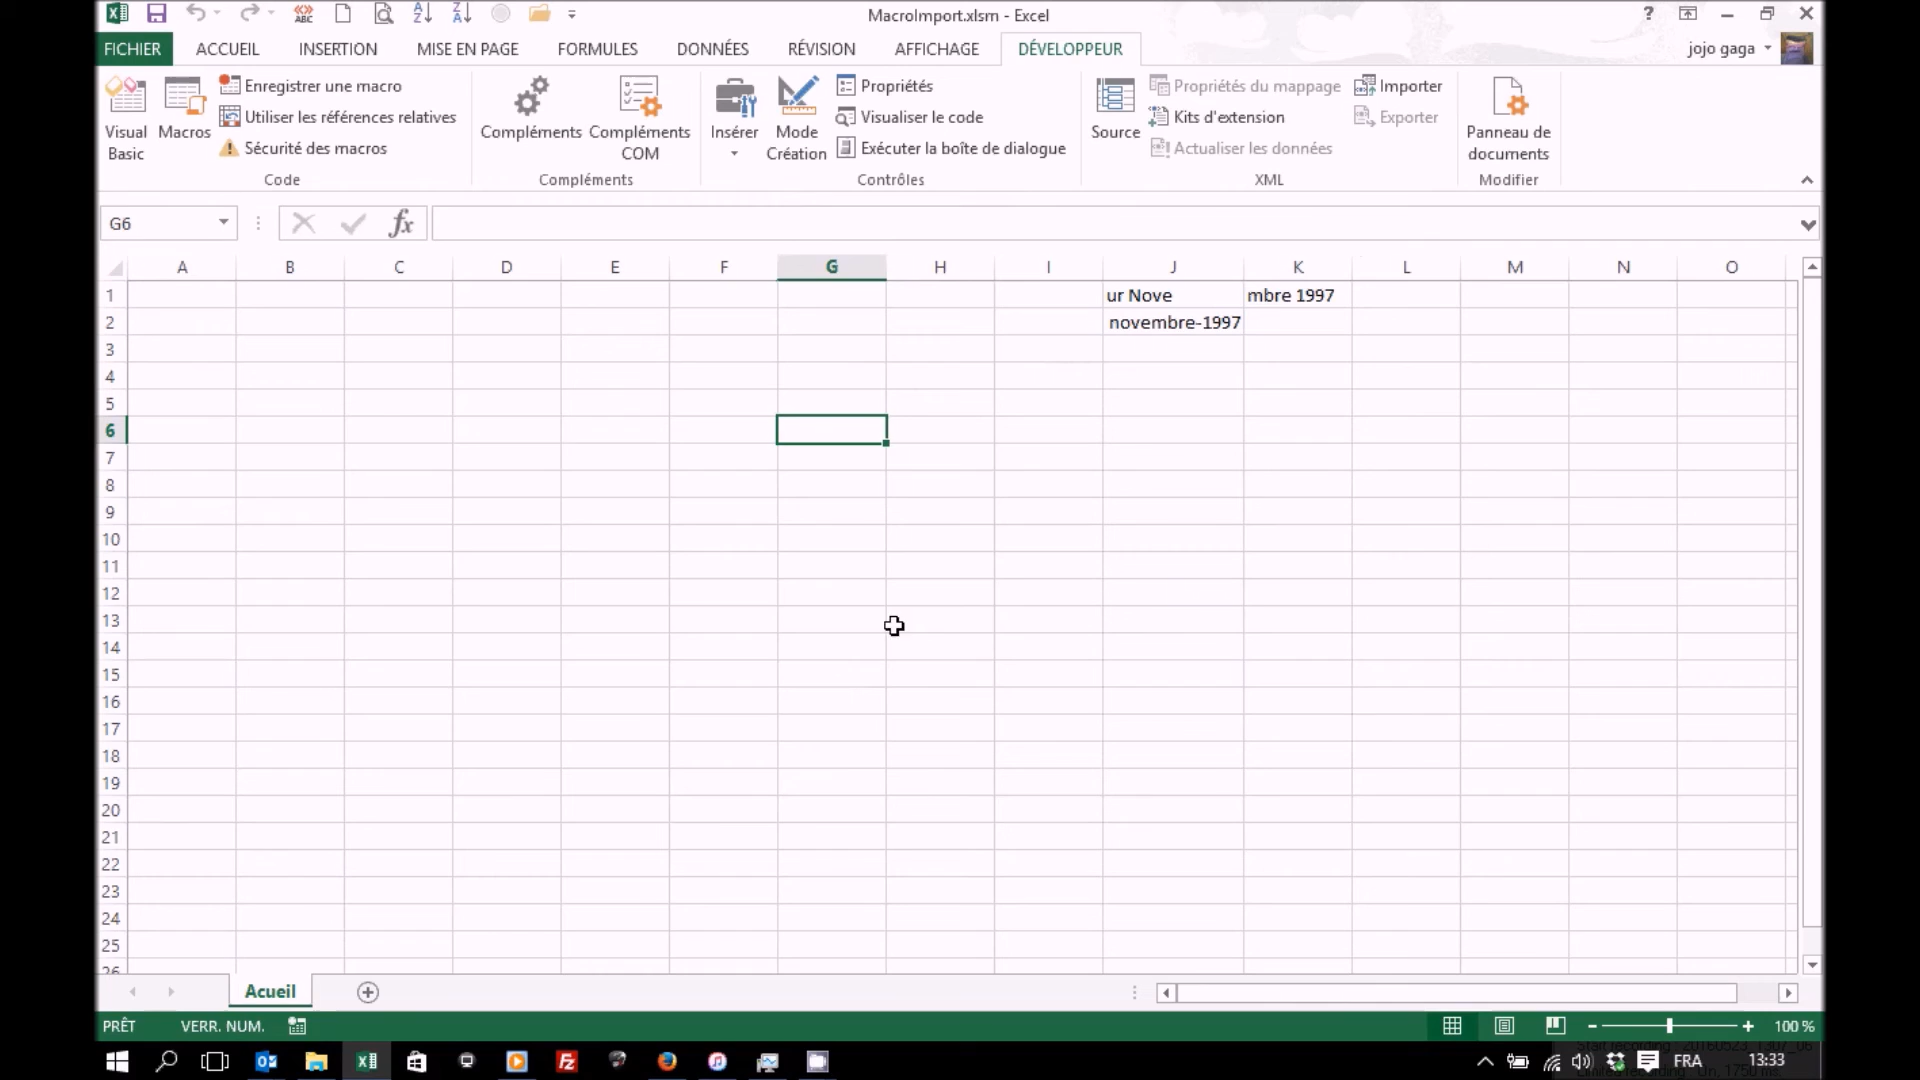 MacroImport.xlsm - Excel
?
FICHIER ACCUEIL INSERTION MISE EN PAGE FORMULES DONNÉES RÉVISION AFFICHAGE DÉVELOPPEUR jojo gaga
Visual Basic
Macros
Enregistrer une macro
Utiliser les références relatives
Sécurité des macros
Code
Compléments
Compléments COM
Compléments
Insérer
Mode Création
Propriétés
Visualiser le code
Exécuter la boîte de dialogue
Contrôles
Source
Propriétés du mappage
Kits d'extension
Actualiser les données
Importer
Exporter
XML
Panneau de documents
Modifier
G6
fx
A B C D E F G H I J K L M N O
1 ur Nove mbre 1997
2 novembre-1997
3
4
5
6
7
8
9
10
11
12
13
14
15
16
17
18
19
20
21
22
23
24
25
26
Acueil
PRÊT VERR. NUM. 100 %
FRA 13:33